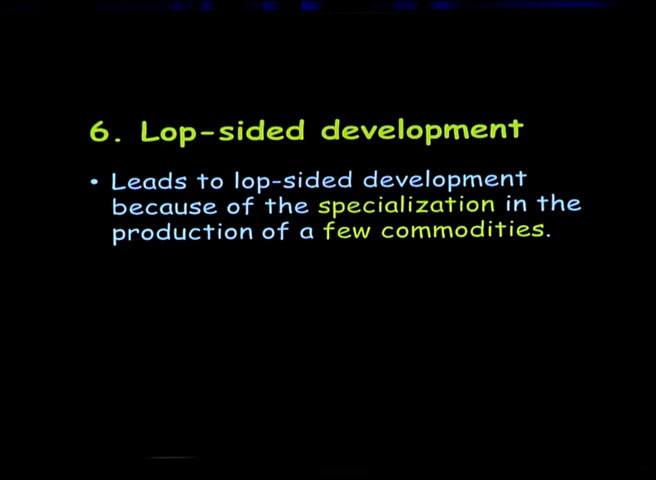 6. Lop-sided development
• Leads to lop-sided development
because of the specialization in the
production of a few commodities.